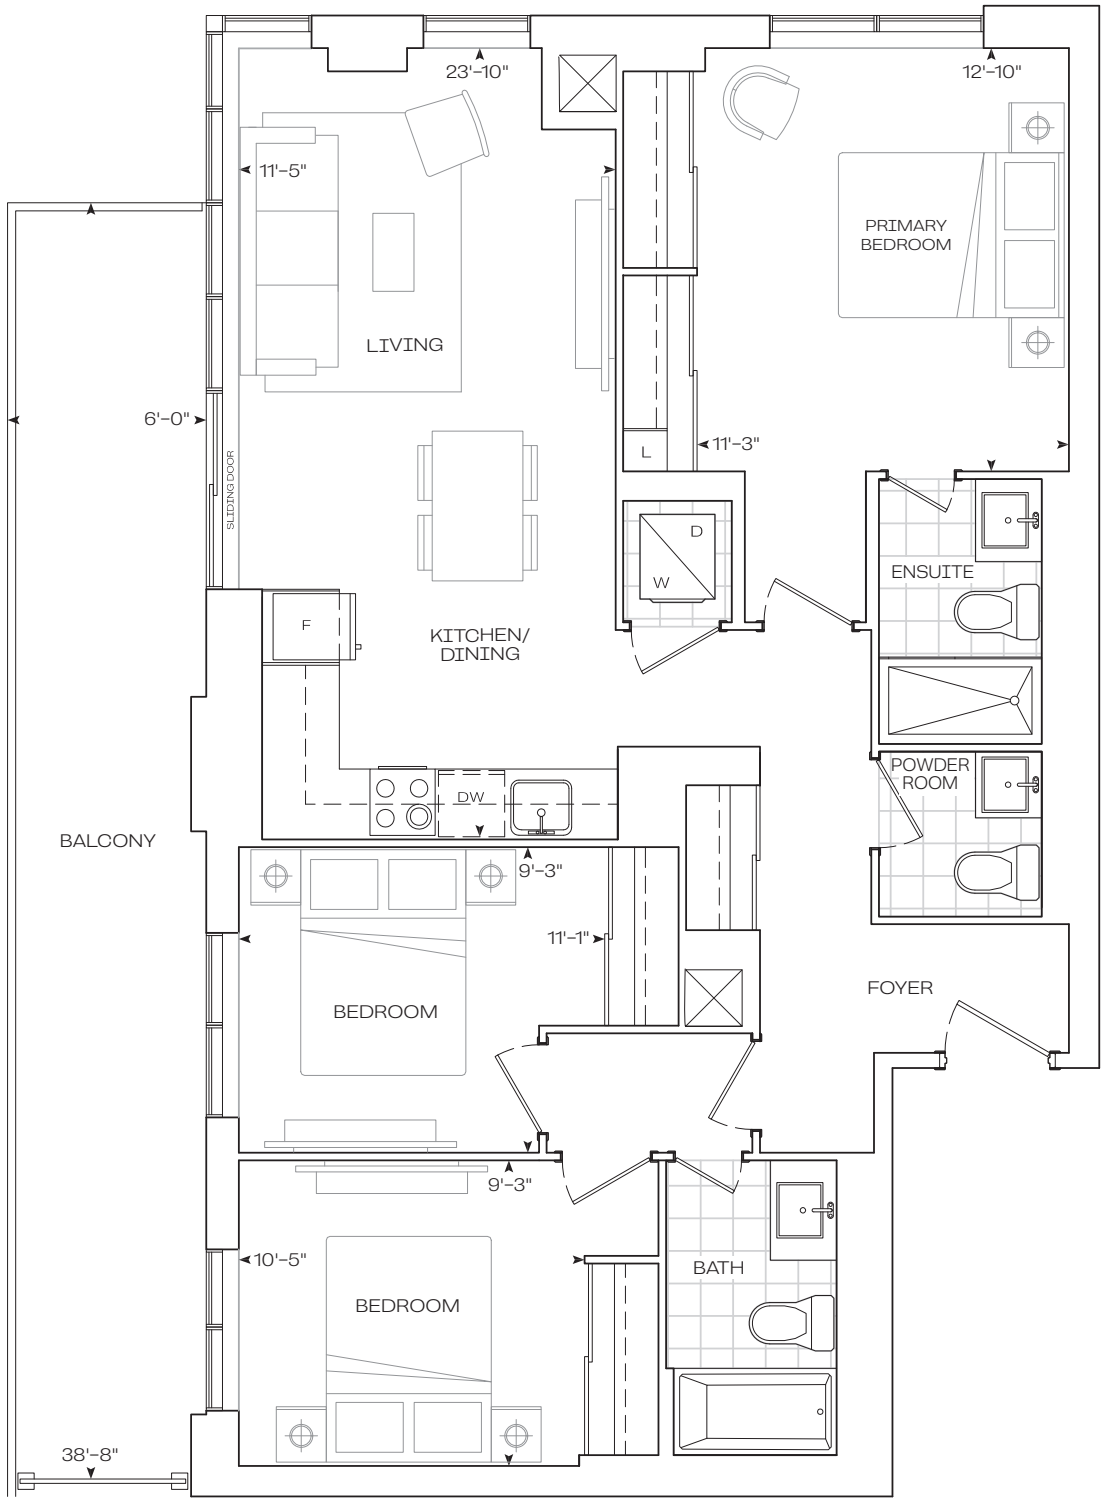 23'-10"
12'-10"
11'-5"
PRIMARY
BEDROOM
LIVING
6'-0"
11'-3"
L
SLIDING DOOR
D
W
ENSUITE
F
KITCHEN/
DINING
POWDER
ROOM
DW
BALCONY
9'-3"
11'-1"
BEDROOM
FOYER
9'-3"
10'-5"
BATH
BEDROOM
38'-8"